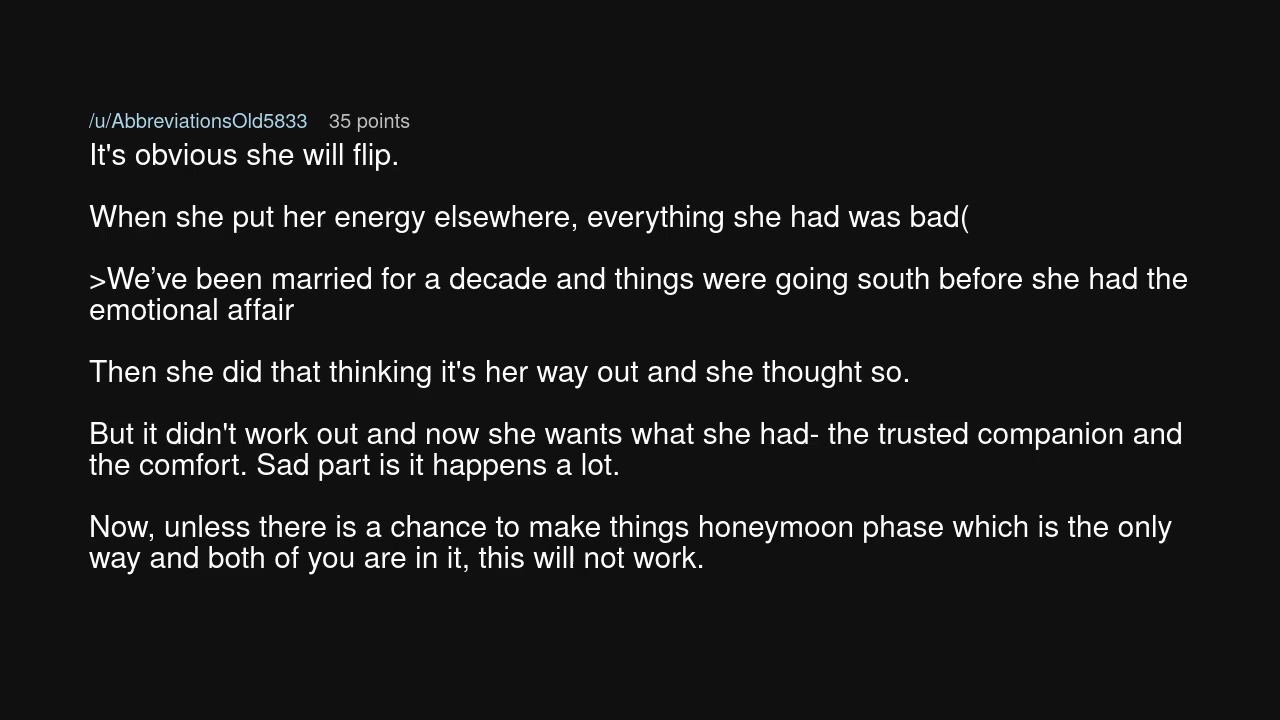 /u/AbbreviationsOld5833 35 points
It's obvious she will flip.
When she put her energy elsewhere, everything she had was bad(
>We’ve been married for a decade and things were going south before she had the
emotional affair
Then she did that thinking it's her way out and she thought so.
But it didn't work out and now she wants what she had- the trusted companion and
the comfort. Sad part is it happens a lot.
Now, unless there is a chance to make things honeymoon phase which is the only
way and both of you are in it, this will not work.